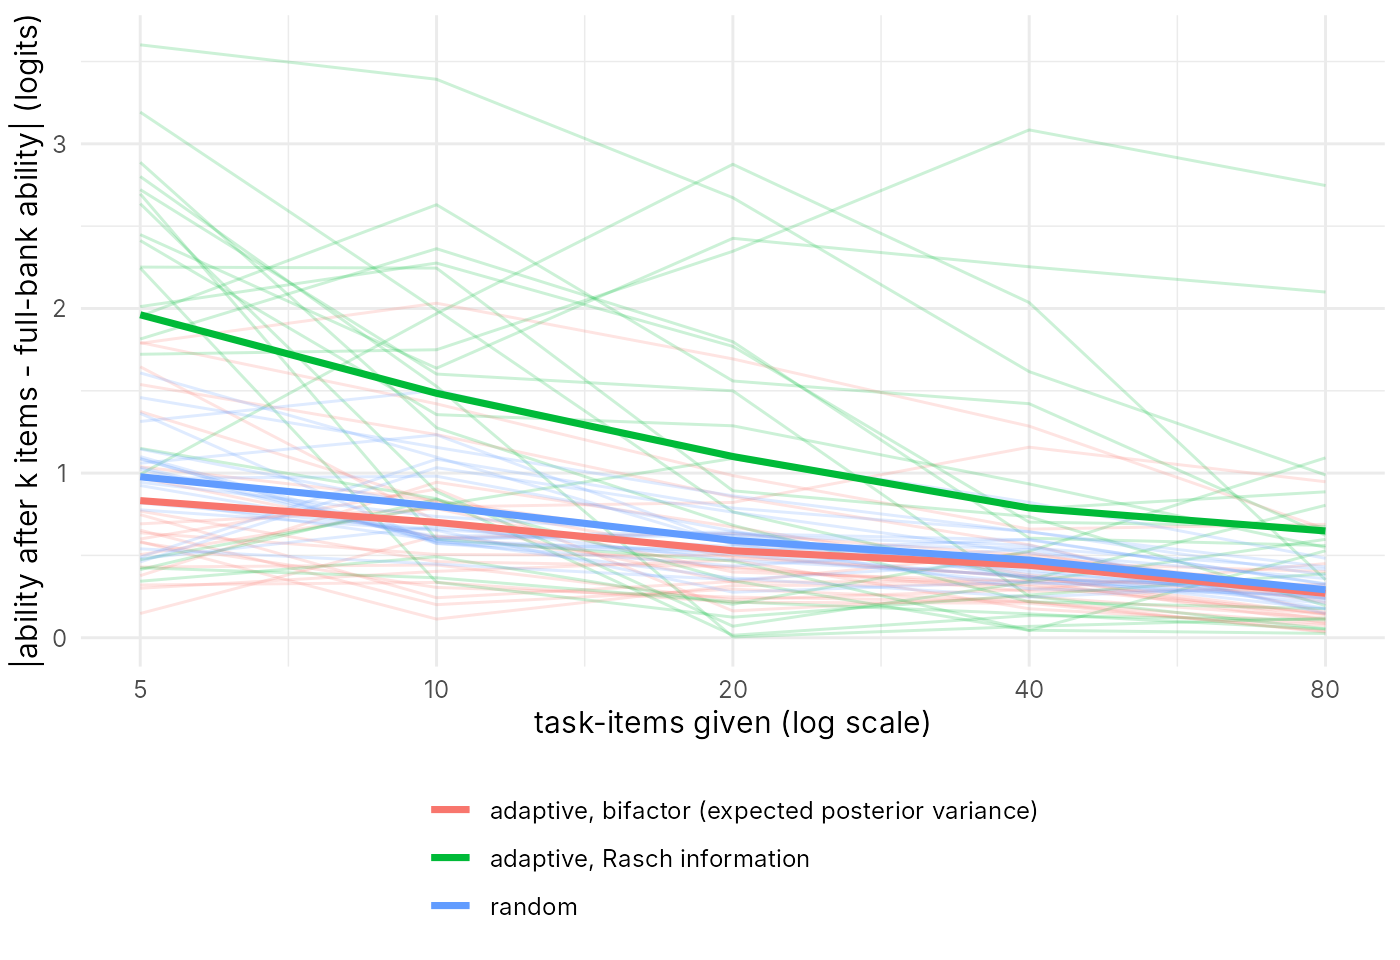 |ability after k items - full-bank ability| (logits)
3
2
1
0
5 10 20 40 80
task-items given (log scale)
adaptive, bifactor (expected posterior variance)
adaptive, Rasch information
random